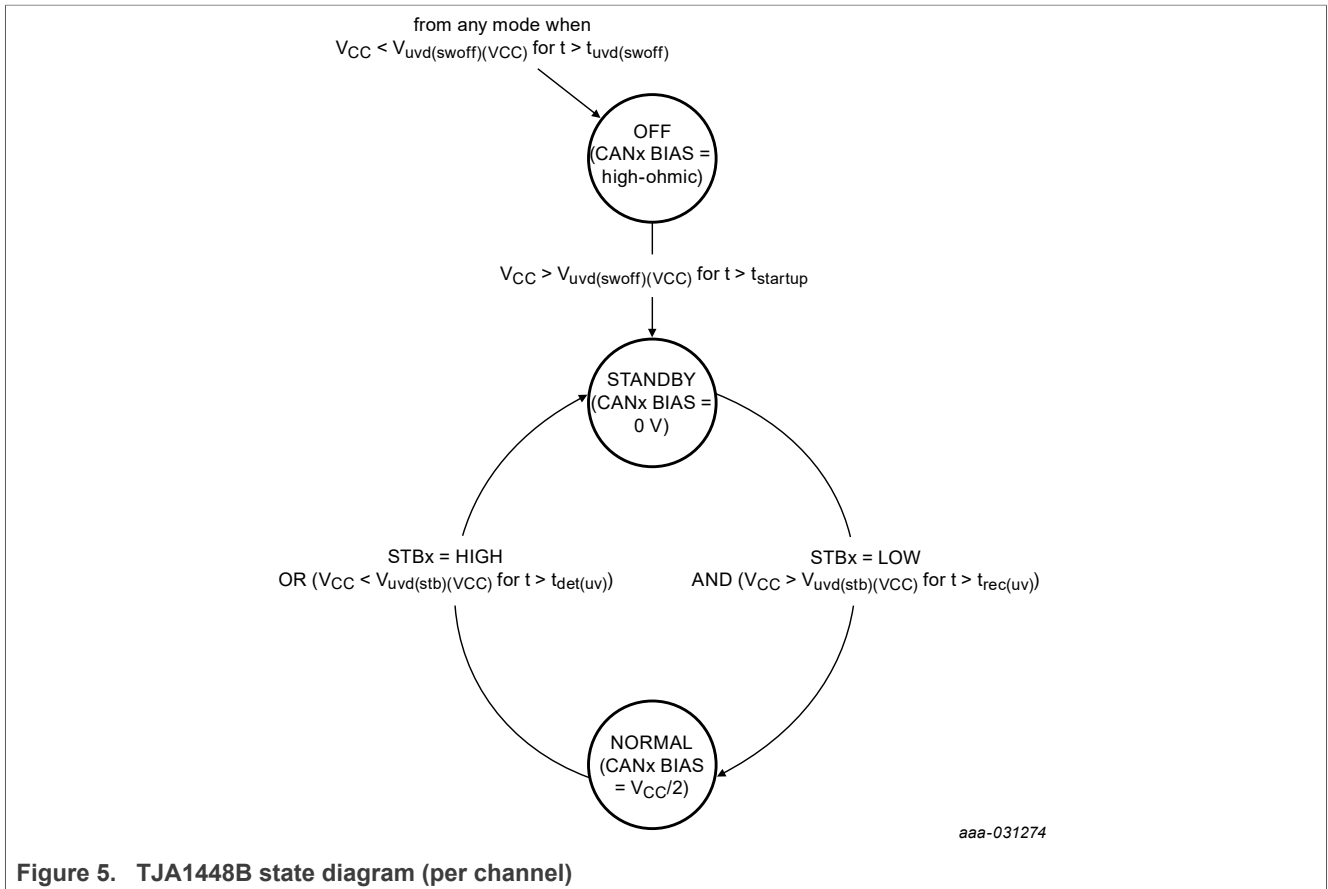 from any mode when
VCC < Vuvd(swoff)(VCC) for t > tuvd(swoff)
OFF
(CANx BIAS =
high-ohmic)
VCC > Vuvd(swoff)(VCC) for t > tstartup
STANDBY
(CANx BIAS =
0 V)
STBx = HIGH
OR (VCC < Vuvd(stb)(VCC) for t > tdet(uv))
STBx = LOW
AND (VCC > Vuvd(stb)(VCC) for t > trec(uv))
NORMAL
(CANx BIAS
= VCC/2)
aaa-031274
Figure 5. TJA1448B state diagram (per channel)